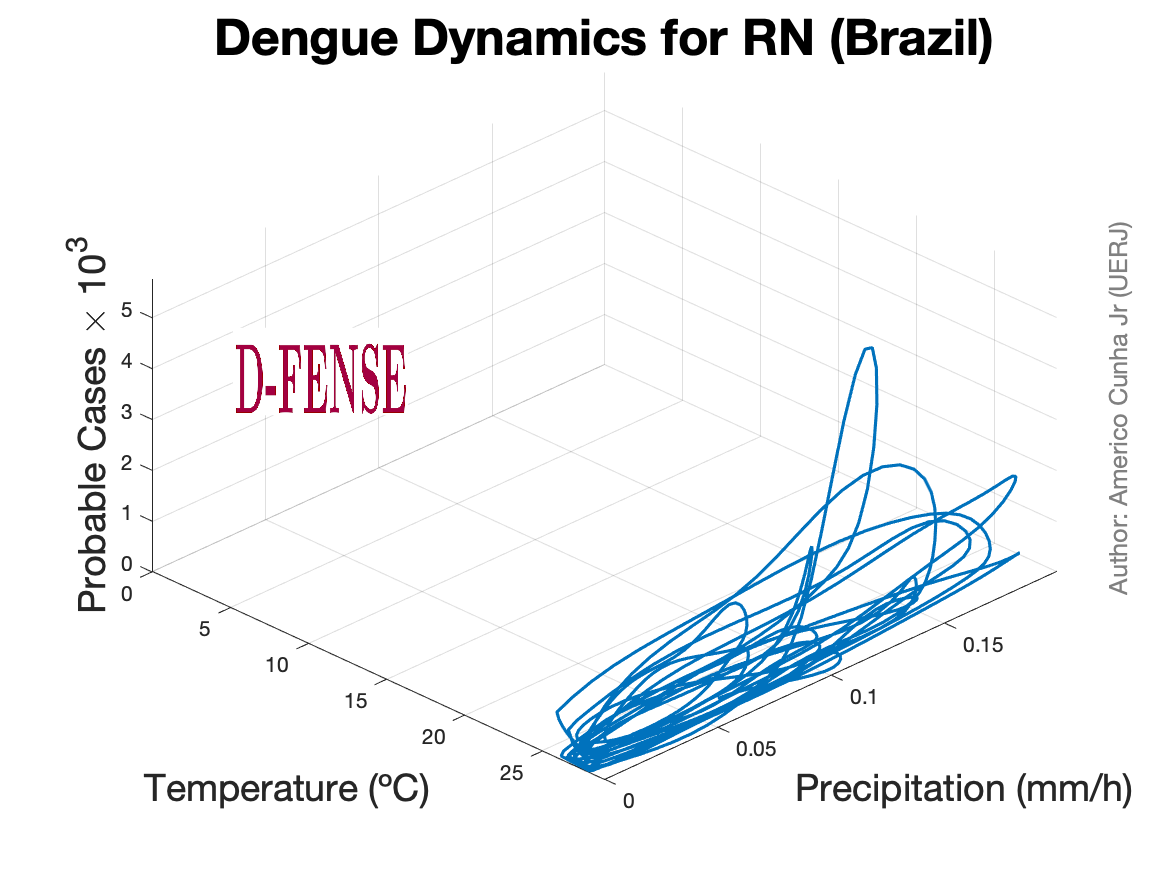 Dengue Dynamics for RN (Brazil)
Probable Cases × 10³
5
4
3
2
1
0
D-FENSE
Author: Americo Cunha Jr (UERJ)
0
5
10
15
20
25
0
0.05
0.1
0.15
Temperature (ºC)
Precipitation (mm/h)